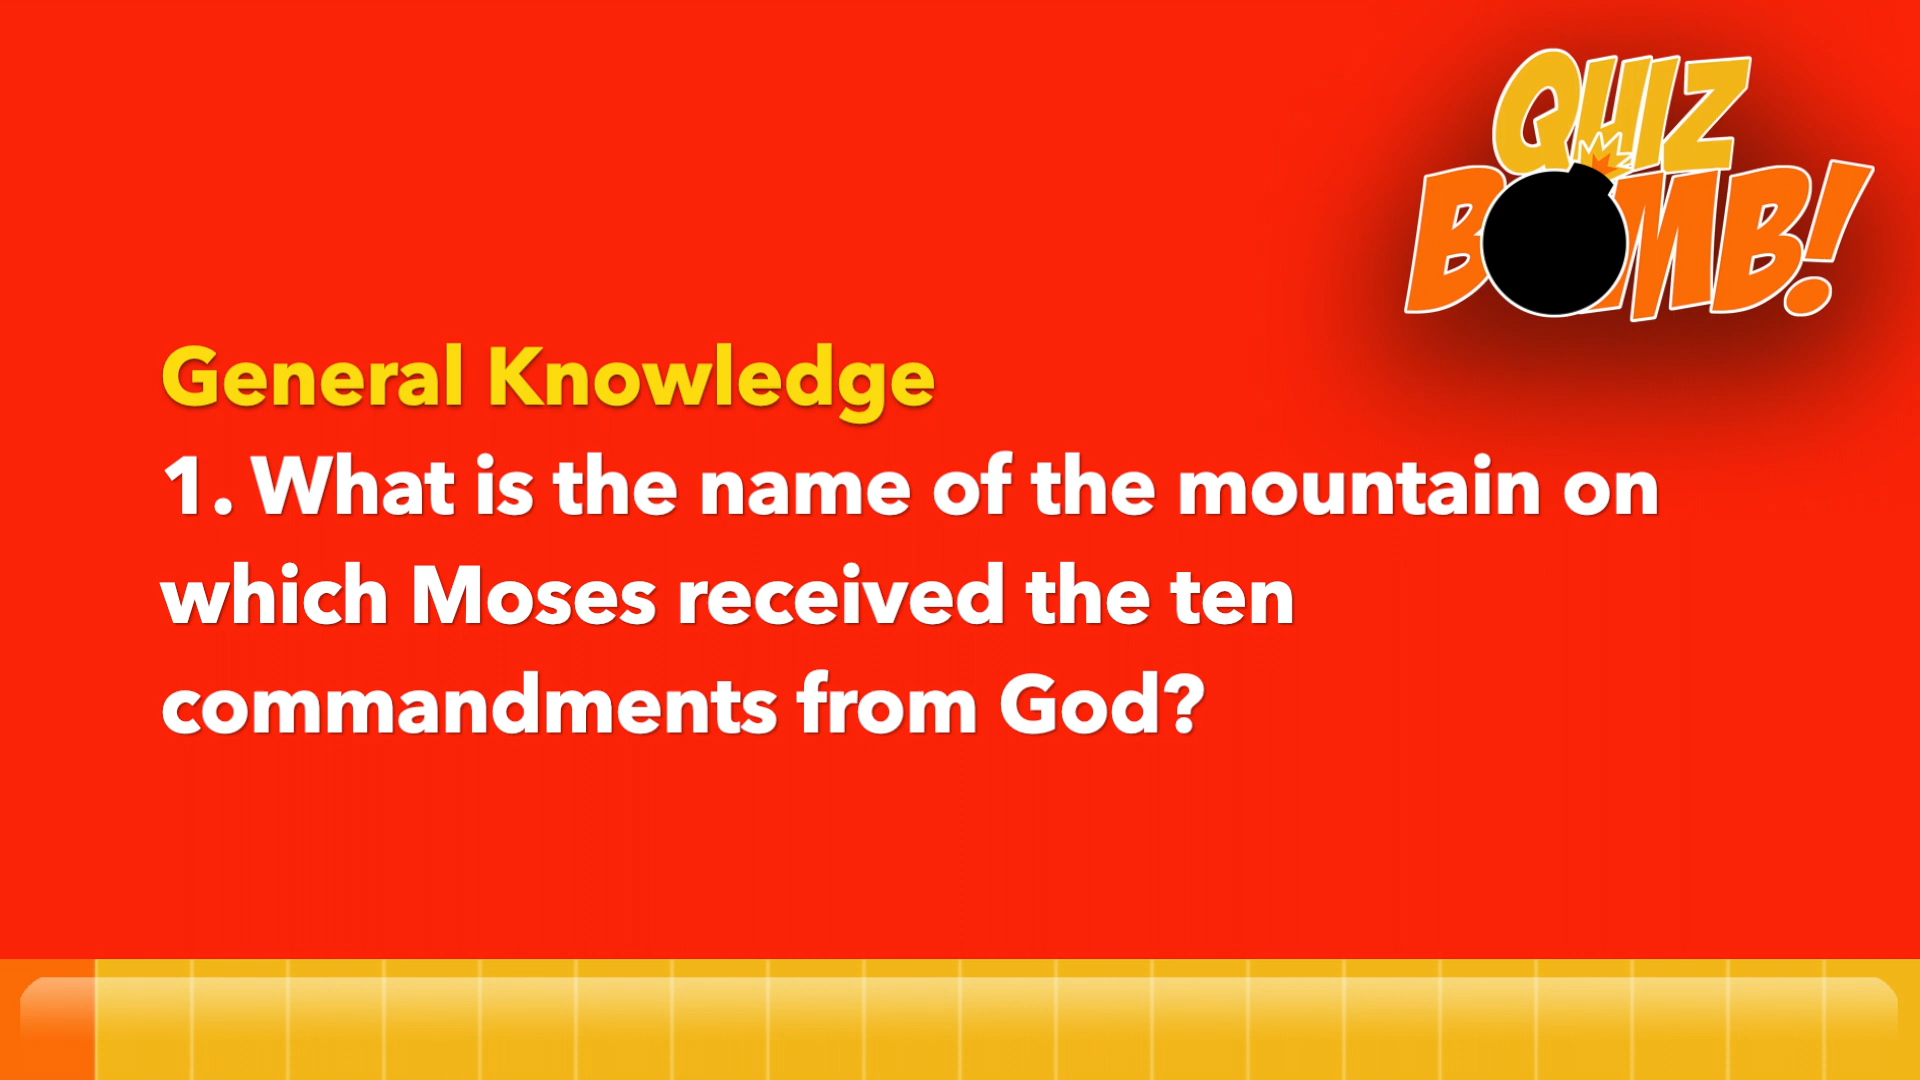 QUIZ
BOMB!
General Knowledge
1. What is the name of the mountain on
which Moses received the ten
commandments from God?